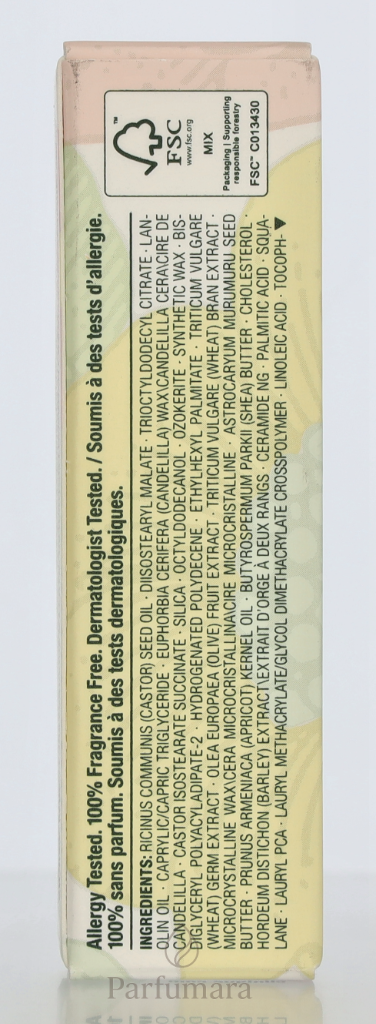 Allergy Tested. 100% Fragrance Free. Dermatologist Tested. / Soumis à des tests d'allergie.
100% sans parfum. Soumis à des tests dermatologiques.
INGREDIENTS: RICINUS COMMUNIS (CASTOR) SEED OIL · DIISOSTEARYL MALATE · TRIOCTYLDODECYL CITRATE · LAN-
OLIN OIL · CAPRYLIC/CAPRIC TRIGLYCERIDE · EUPHORBIA CERIFERA (CANDELILLA) WAX\CANDELILLA CERA\CIRE DE
CANDELILLA · CASTOR ISOSTEARATE SUCCINATE · SILICA · OCTYLDODECANOL · OZOKERITE · SYNTHETIC WAX · BIS-
DIGLYCERYL POLYACYLADIPATE-2 · HYDROGENATED POLYDECENE · ETHYLHEXYL PALMITATE · TRITICUM VULGARE
(WHEAT) GERM EXTRACT · OLEA EUROPAEA (OLIVE) FRUIT EXTRACT · TRITICUM VULGARE (WHEAT) BRAN EXTRACT ·
MICROCRYSTALLINE WAX\CERA MICROCRISTALLINA\CIRE MICROCRISTALLINE · ASTROCARYUM MURUMURU SEED
BUTTER · PRUNUS ARMENIACA (APRICOT) KERNEL OIL · BUTYROSPERMUM PARKII (SHEA) BUTTER · CHOLESTEROL ·
HORDEUM DISTICHON (BARLEY) EXTRACT\EXTRAIT D'ORGE À DEUX RANGS · CERAMIDE NG · PALMITIC ACID · SQUA-
LANE · LAURYL PCA · LAURYL METHACRYLATE/GLYCOL DIMETHACRYLATE CROSSPOLYMER · LINOLEIC ACID · TOCOPH-▼
™
FSC
www.fsc.org
MIX
Packaging | Supporting
responsible forestry
FSC™ C013430
Parfumara